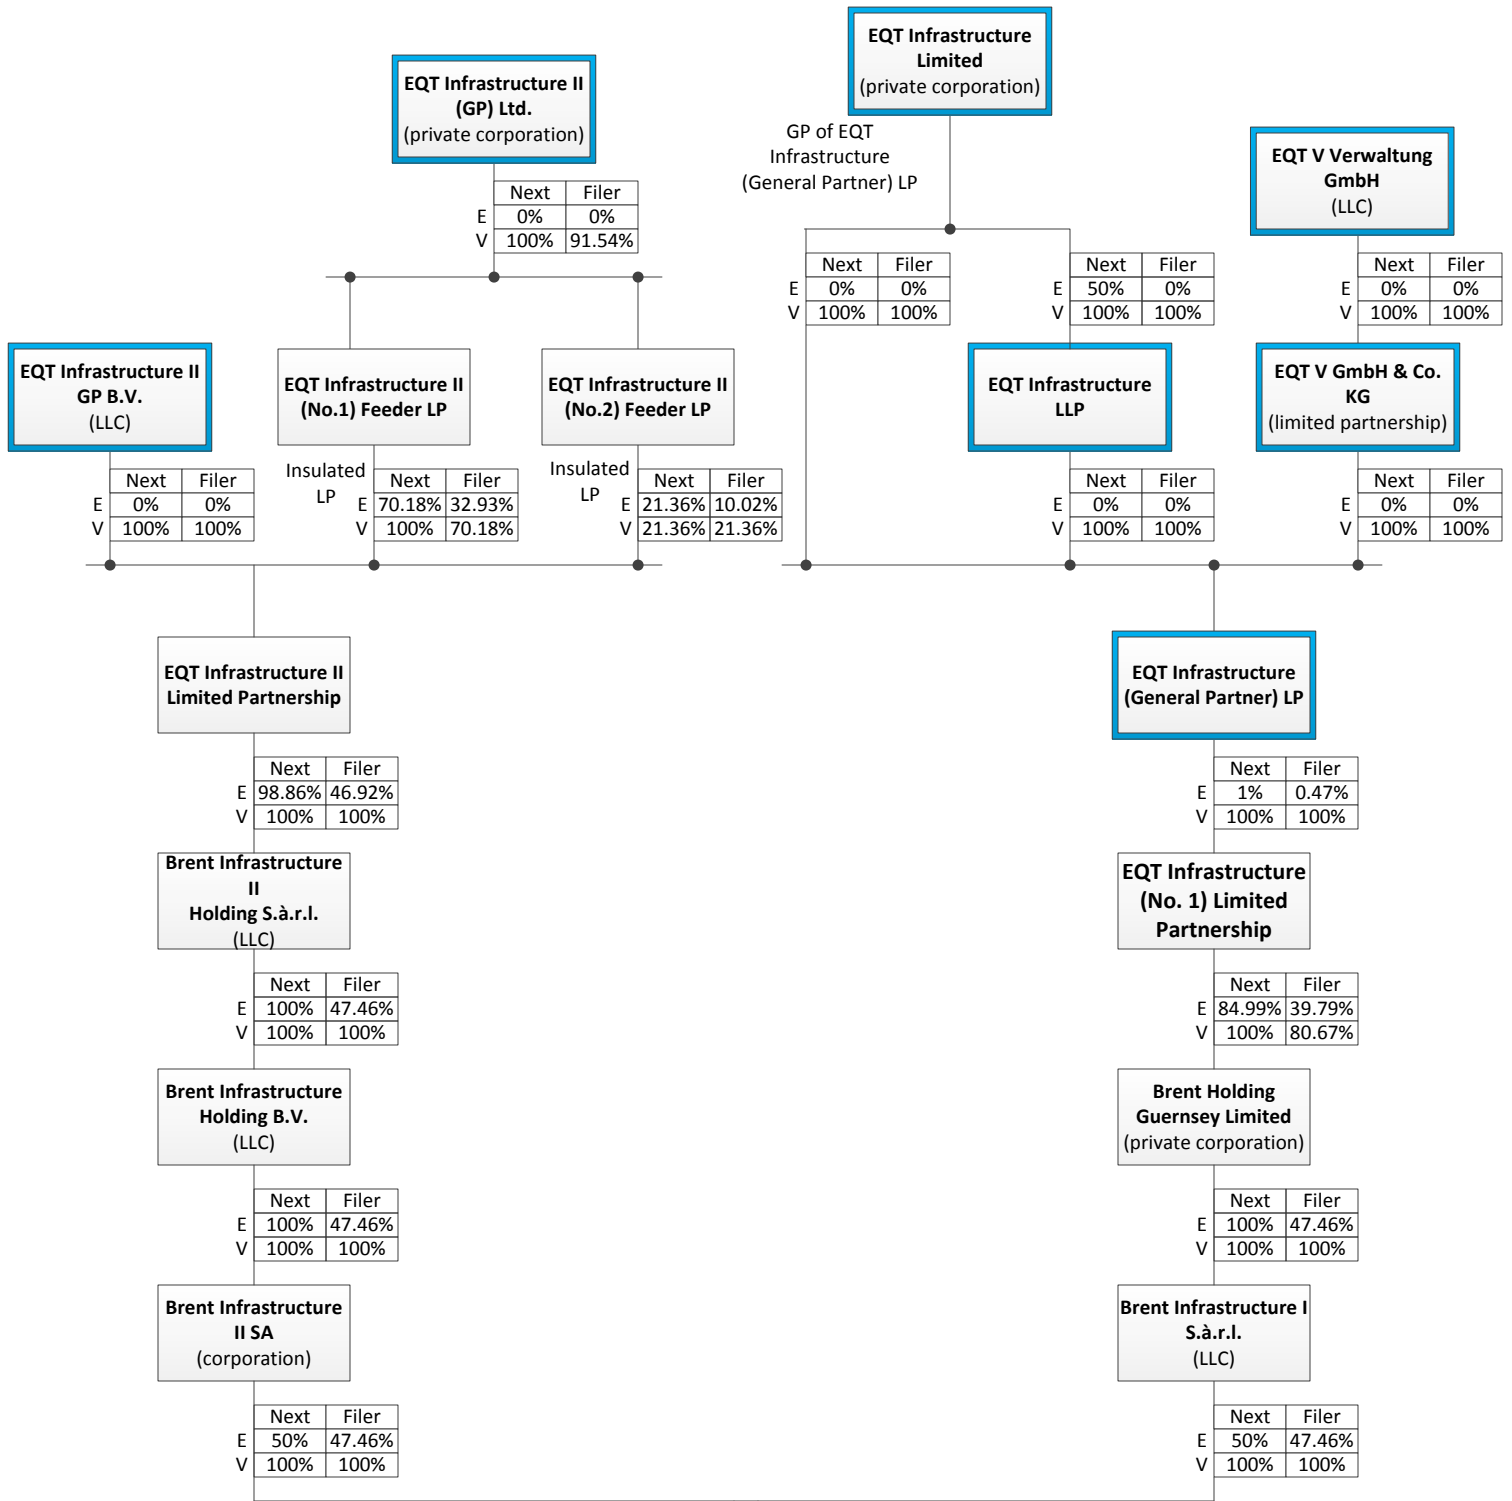 EQT Infrastructure
Limited
(private corporation)
EQT Infrastructure II
(GP) Ltd.
(private corporation)
GP of EQT
Infrastructure
(General Partner) LP
EQT V Verwaltung
GmbH
(LLC)
Next Filer
E 0% 0%
V 100% 91.54%
Next Filer
E 0% 0%
V 100% 100%
Next Filer
E 50% 0%
V 100% 100%
Next Filer
E 0% 0%
V 100% 100%
EQT Infrastructure II
GP B.V.
(LLC)
EQT Infrastructure II
(No.1) Feeder LP
EQT Infrastructure II
(No.2) Feeder LP
EQT Infrastructure
LLP
EQT V GmbH & Co.
KG
(limited partnership)
Next Filer
E 0% 0%
V 100% 100%
Insulated
LP
Next Filer
E 70.18% 32.93%
V 100% 70.18%
Insulated
LP
Next Filer
E 21.36% 10.02%
V 21.36% 21.36%
Next Filer
E 0% 0%
V 100% 100%
Next Filer
E 0% 0%
V 100% 100%
EQT Infrastructure II
Limited Partnership
EQT Infrastructure
(General Partner) LP
Next Filer
E 98.86% 46.92%
V 100% 100%
Next Filer
E 1% 0.47%
V 100% 100%
Brent Infrastructure
II
Holding S.à.r.l.
(LLC)
EQT Infrastructure
(No. 1) Limited
Partnership
Next Filer
E 100% 47.46%
V 100% 100%
Next Filer
E 84.99% 39.79%
V 100% 80.67%
Brent Infrastructure
Holding B.V.
(LLC)
Brent Holding
Guernsey Limited
(private corporation)
Next Filer
E 100% 47.46%
V 100% 100%
Next Filer
E 100% 47.46%
V 100% 100%
Brent Infrastructure
II SA
(corporation)
Brent Infrastructure I
S.à.r.l.
(LLC)
Next Filer
E 50% 47.46%
V 100% 100%
Next Filer
E 50% 47.46%
V 100% 100%